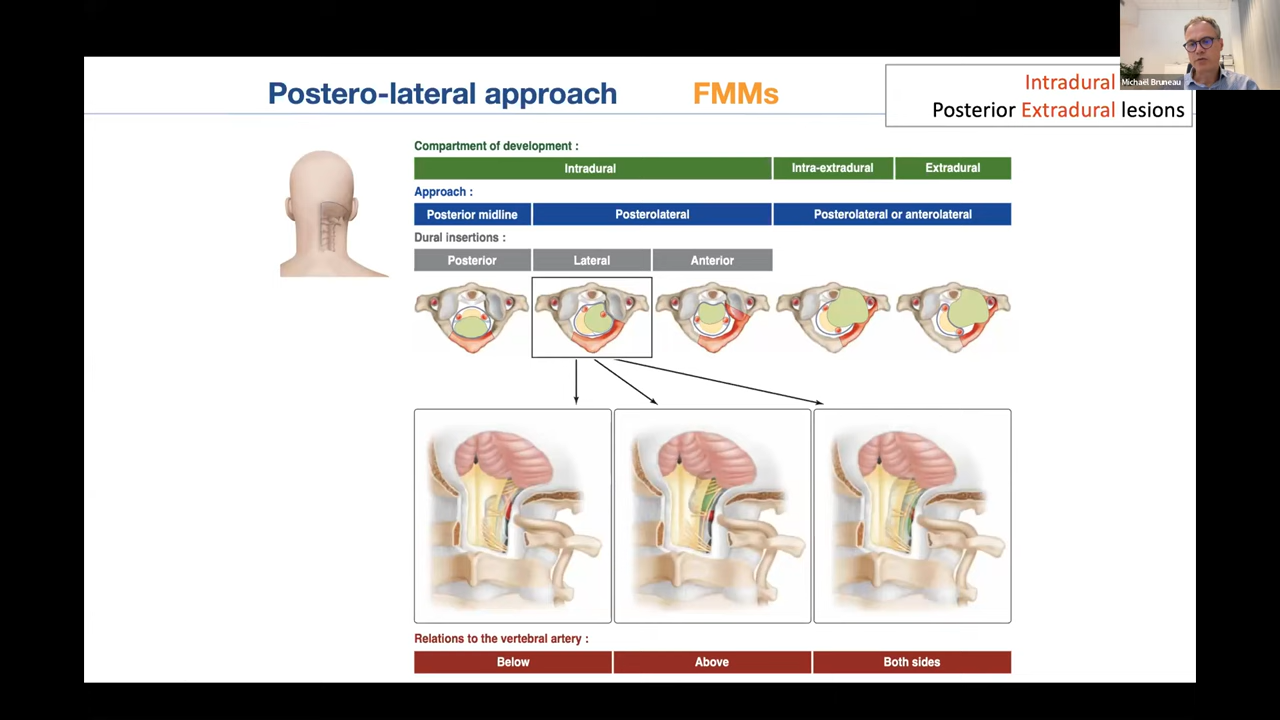 Postero-lateral approach FMMs
Intradural
Posterior Extradural lesions
Michaël Bruneau
Compartment of development :
Intradural Intra-extradural Extradural
Approach :
Posterior midline Posterolateral Posterolateral or anterolateral
Dural insertions :
Posterior Lateral Anterior
Relations to the vertebral artery :
Below Above Both sides